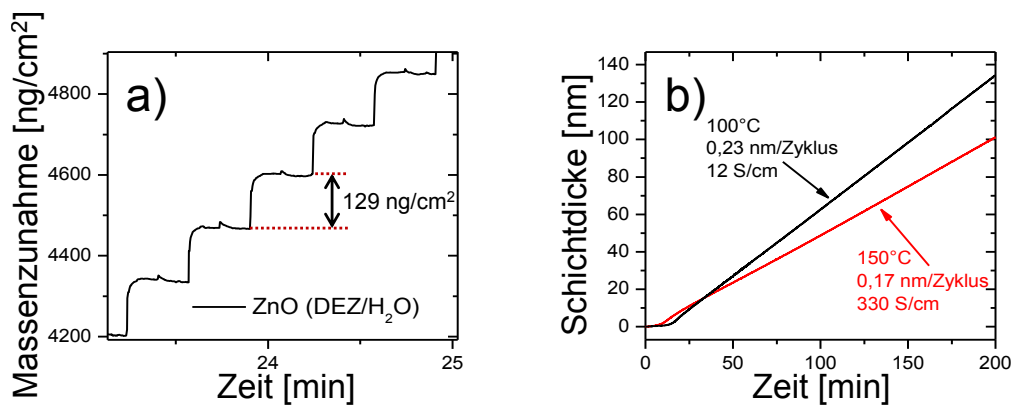 a)
Massenzunahme [ng/cm²]
4800
4600
4400
4200
129 ng/cm²
ZnO (DEZ/H₂O)
24
25
Zeit [min]
b)
Schichtdicke [nm]
140
120
100
80
60
40
20
0
100°C
0,23 nm/Zyklus
12 S/cm
150°C
0,17 nm/Zyklus
330 S/cm
0
50
100
150
200
Zeit [min]